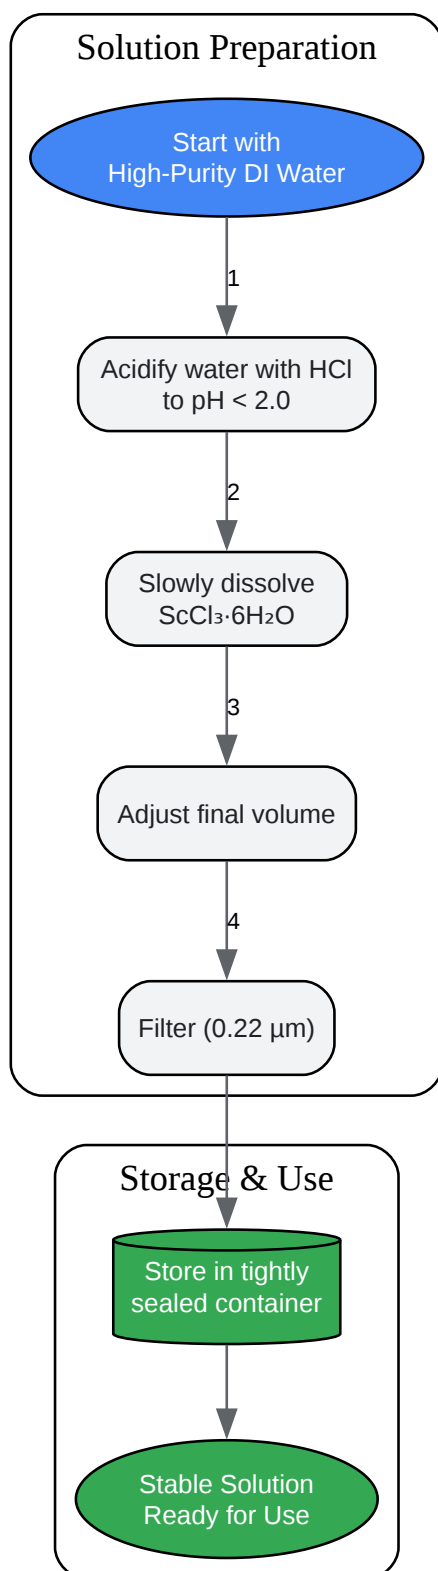 Solution Preparation
Start with
High-Purity DI Water
1
Acidify water with HCl
to pH < 2.0
2
Slowly dissolve
ScCl₃·6H₂O
3
Adjust final volume
4
Filter (0.22 µm)
Storage & Use
Store in tightly
sealed container
Stable Solution
Ready for Use